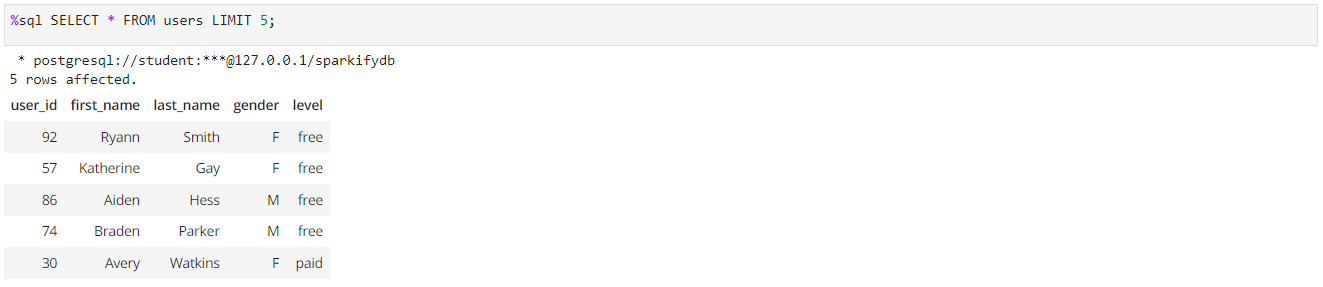 %sql SELECT * FROM users LIMIT 5;
* postgresql://student:***@127.0.0.1/sparkifydb
5 rows affected.
user_id first_name last_name gender level
92 Ryann Smith F free
57 Katherine Gay F free
86 Aiden Hess M free
74 Braden Parker M free
30 Avery Watkins F paid